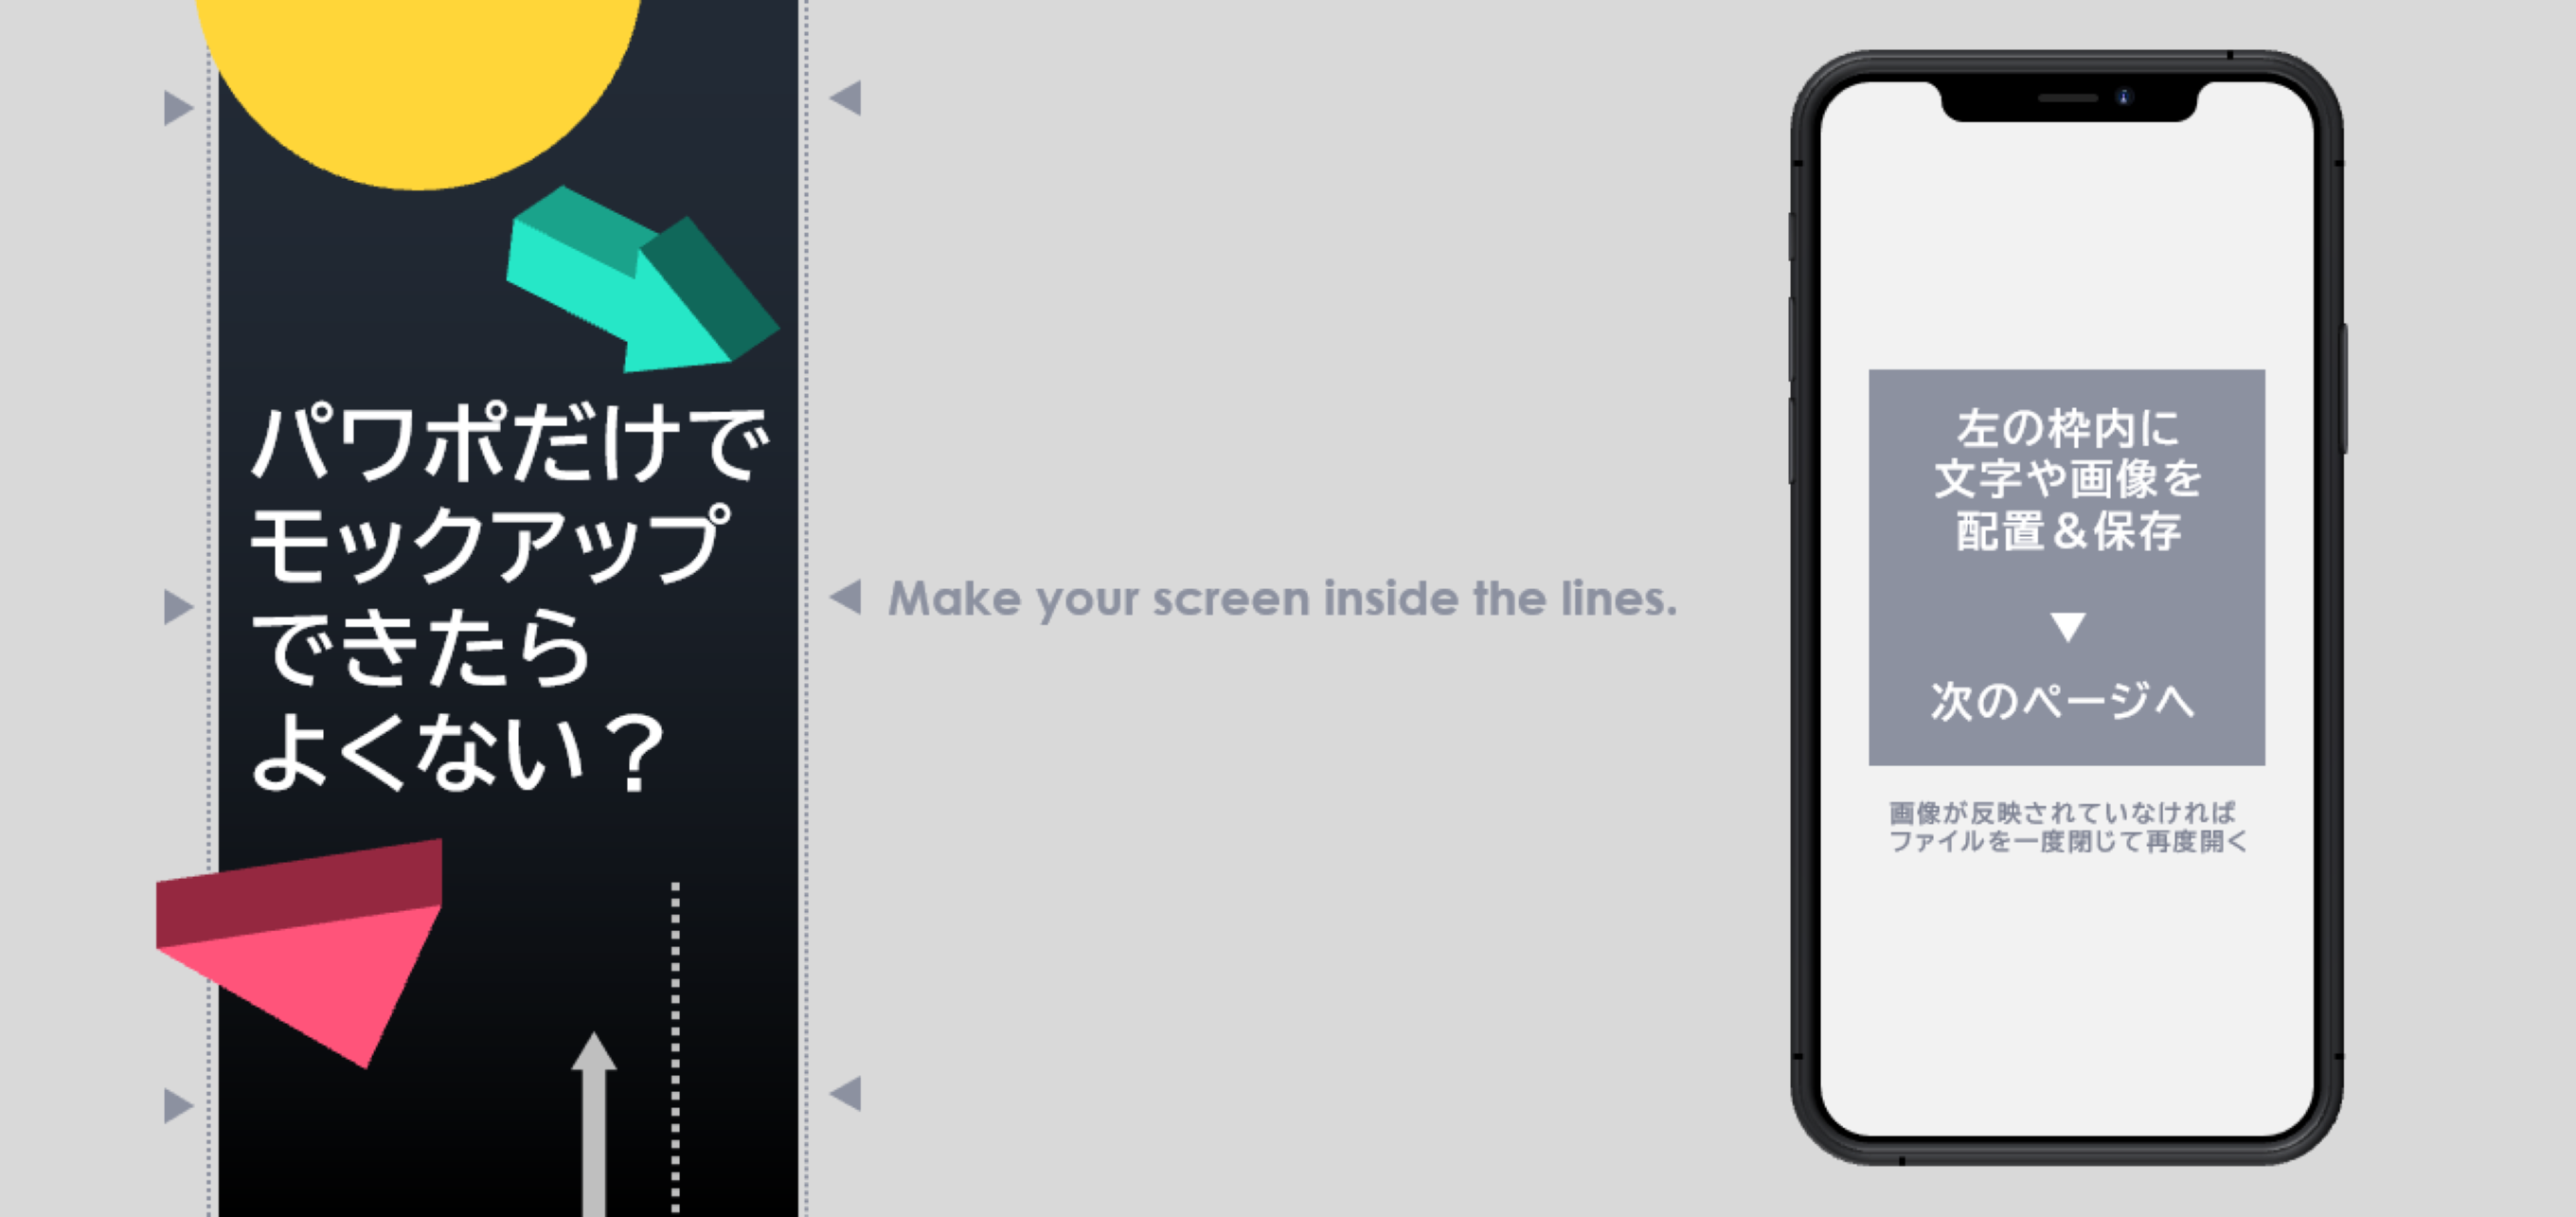 パワポだけで
モックアップ
できたら
よくない？
Make your screen inside the lines.
左の枠内に
文字や画像を
配置＆保存
次のページへ
画像が反映されていなければ
ファイルを一度閉じて再度開く